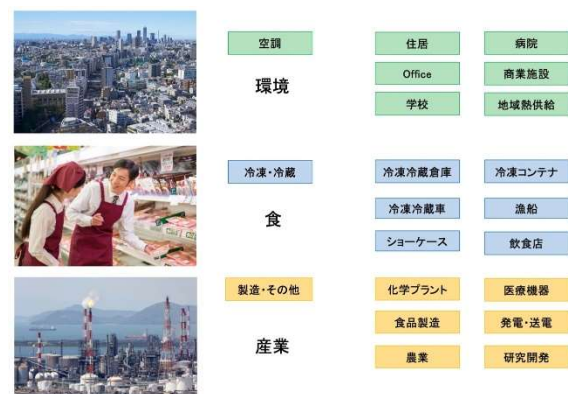 空調
環境
住居
病院
Office
商業施設
学校
地域熱供給
冷凍・冷蔵
食
冷凍冷蔵倉庫
冷凍コンテナ
冷凍冷蔵車
漁船
ショーケース
飲食店
製造・その他
産業
化学プラント
医療機器
食品製造
発電・送電
農業
研究開発